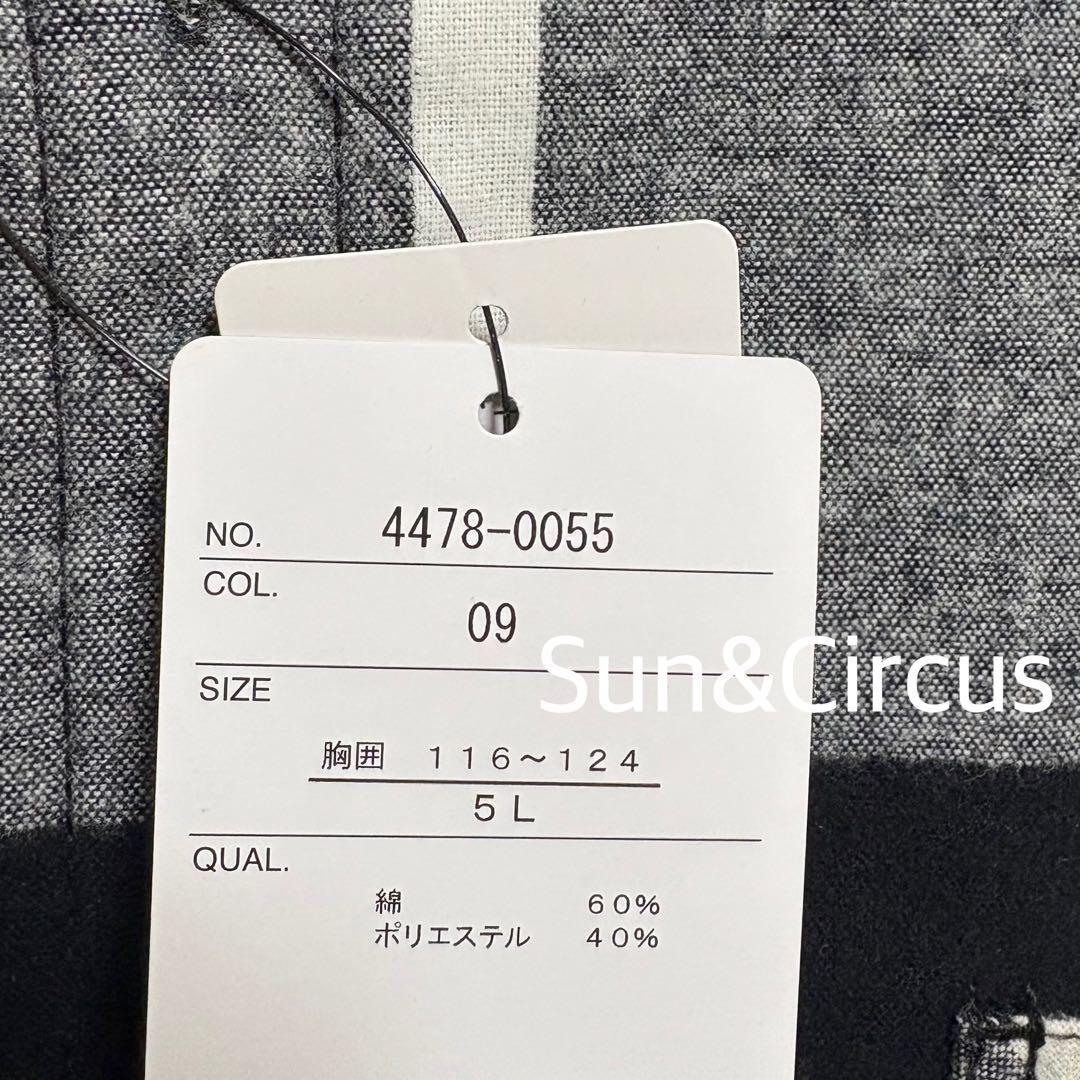 NO. 4478-0055
COL.
09
Sun&Circus
SIZE
胸囲 116~124
5L
QUAL.
綿 60%
ポリエステル 40%